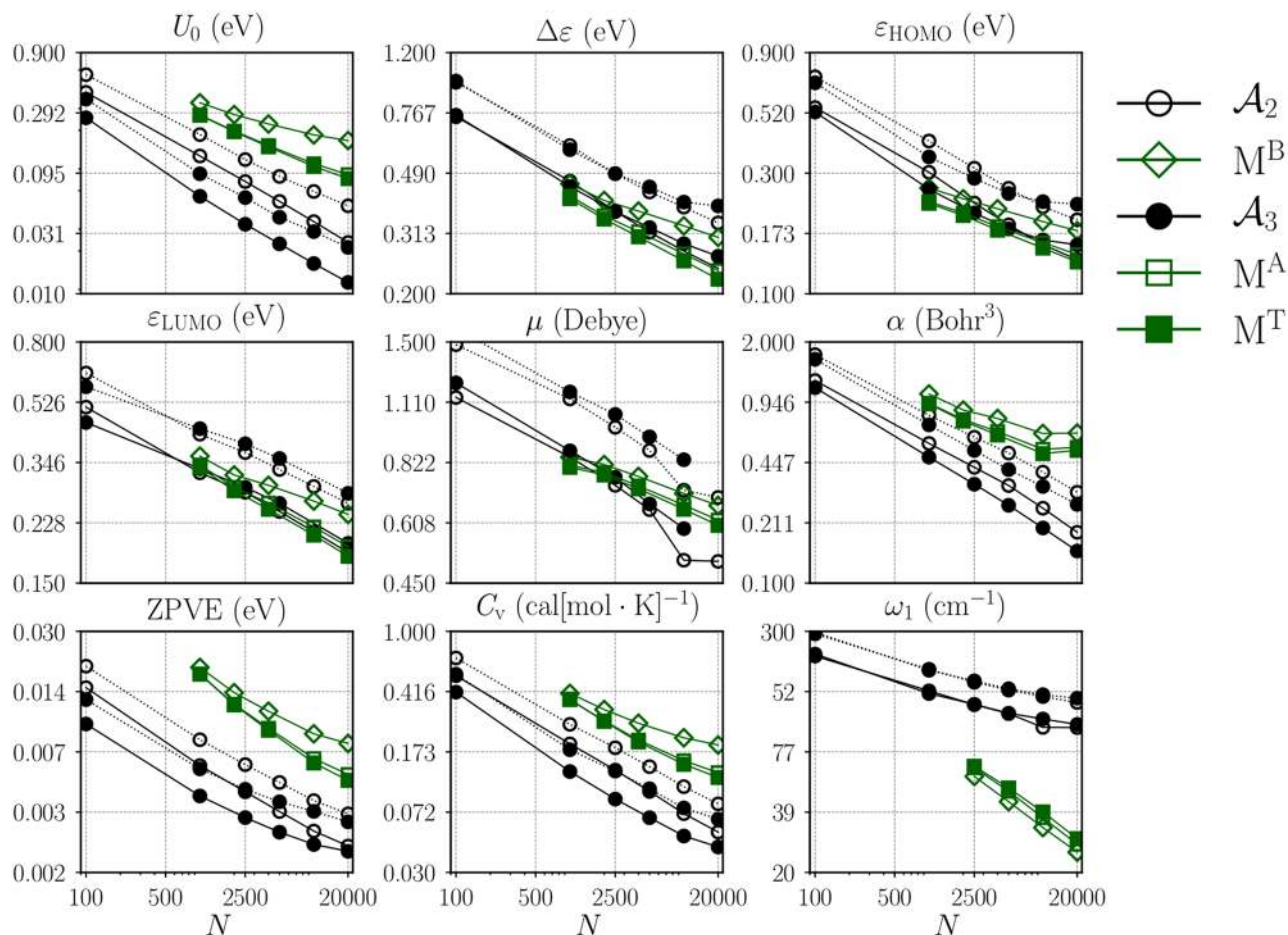 U₀ (eV)
Δε (eV)
ε_HOMO (eV)
0.900
0.292
0.095
0.031
0.010
1.200
0.767
0.490
0.313
0.200
0.900
0.520
0.300
0.173
0.100
𝒜₂
Mᴮ
𝒜₃
Mᴬ
Mᵀ
ε_LUMO (eV)
μ (Debye)
α (Bohr³)
0.800
0.526
0.346
0.228
0.150
1.500
1.110
0.822
0.608
0.450
2.000
0.946
0.447
0.211
0.100
ZPVE (eV)
C_v (cal[mol · K]⁻¹)
ω₁ (cm⁻¹)
0.030
0.014
0.007
0.003
0.002
1.000
0.416
0.173
0.072
0.030
300
52
77
39
20
100 500 2500 20000
100 500 2500 20000
100 500 2500 20000
N
N
N